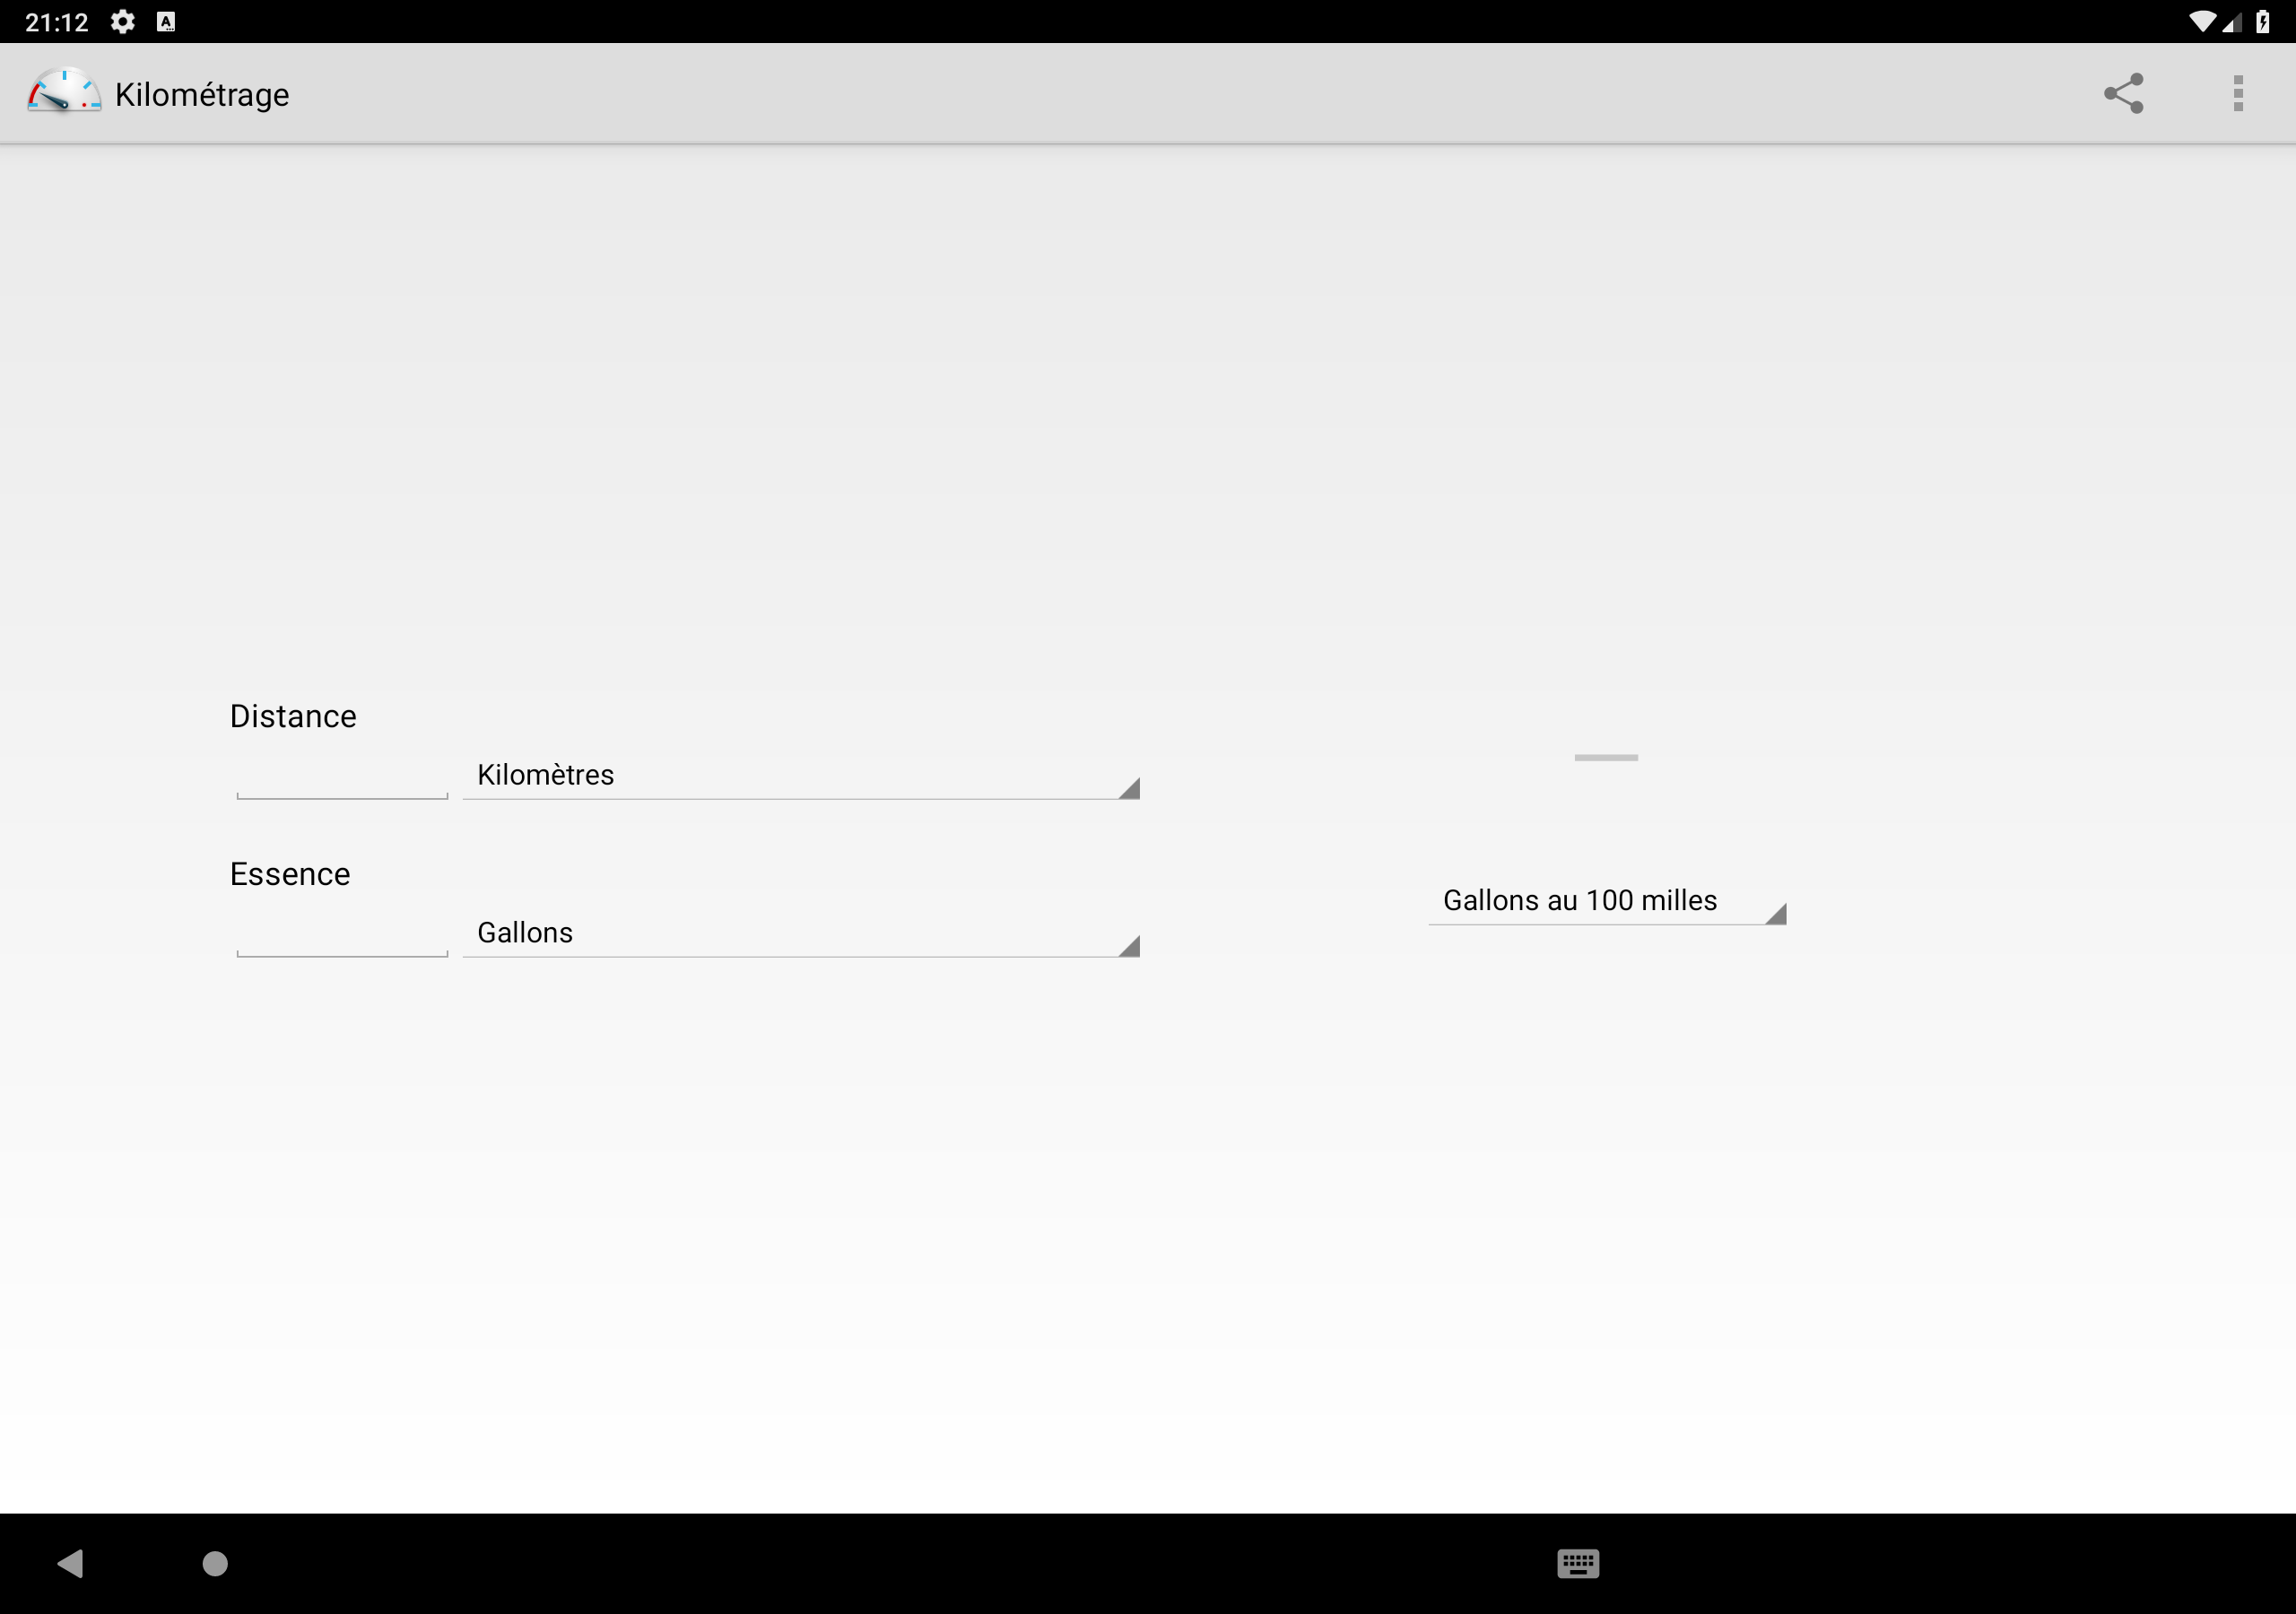 21:12
Kilométrage
Distance
Kilomètres
Essence
Gallons
Gallons au 100 milles